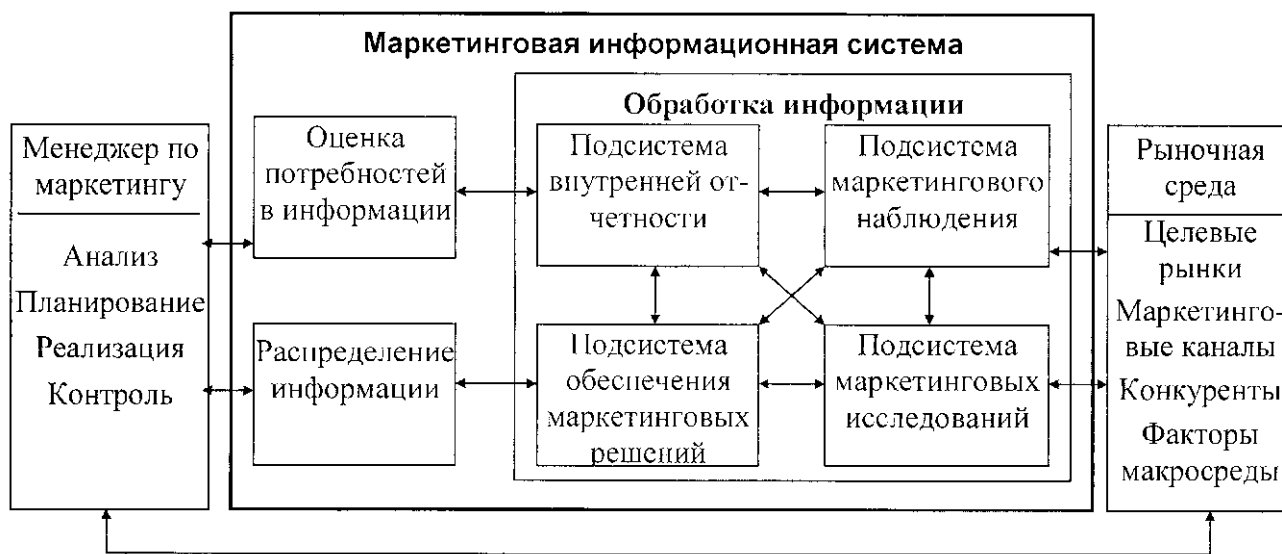 Маркетинговая информационная система
Обработка информации
Менеджер по
маркетингу
Анализ
Планирование
Реализация
Контроль
Оценка
потребностей
в информации
Распределение
информации
Подсистема
внутренней от-
четности
Подсистема
маркетингового
наблюдения
Подсистема
обеспечения
маркетинговых
решений
Подсистема
маркетинговых
исследований
Рыночная
среда
Целевые
рынки
Маркетинго-
вые каналы
Конкуренты
Факторы
макросреды